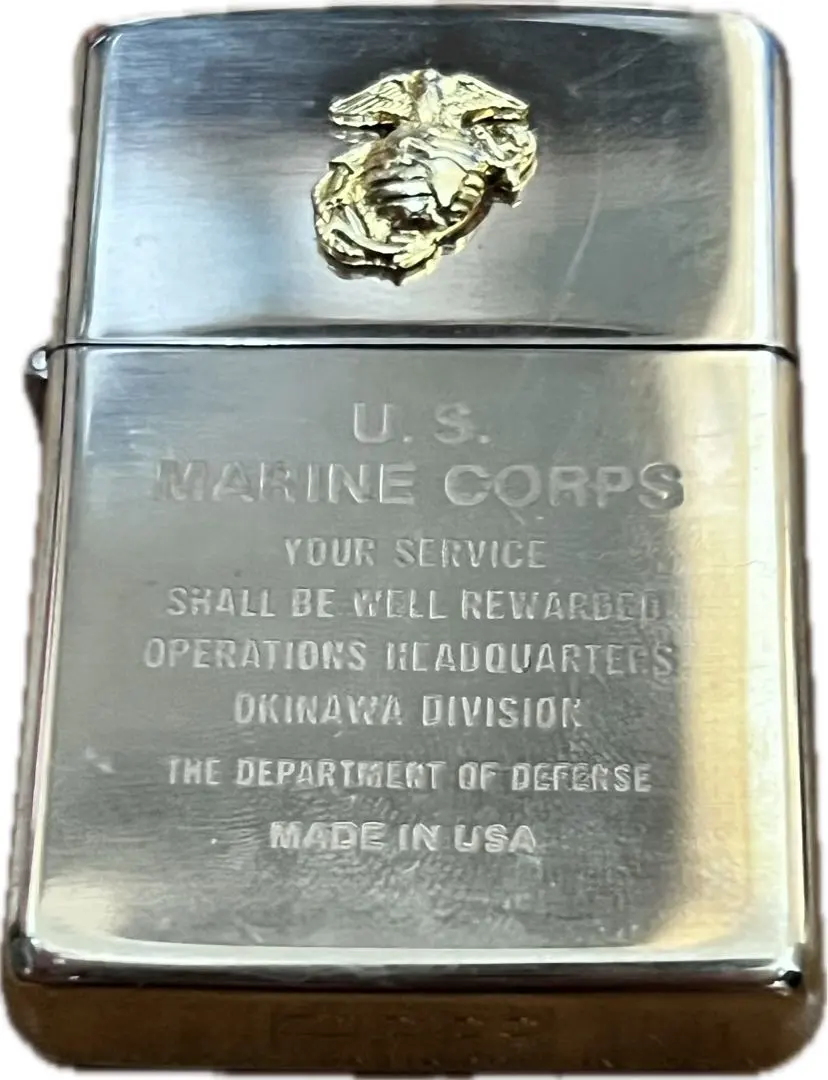 U. S.
MARINE CORPS
YOUR SERVICE
SHALL BE WELL REWARDED
OPERATIONS HEADQUARTERS
OKINAWA DIVISION
THE DEPARTMENT OF DEFENSE
MADE IN USA